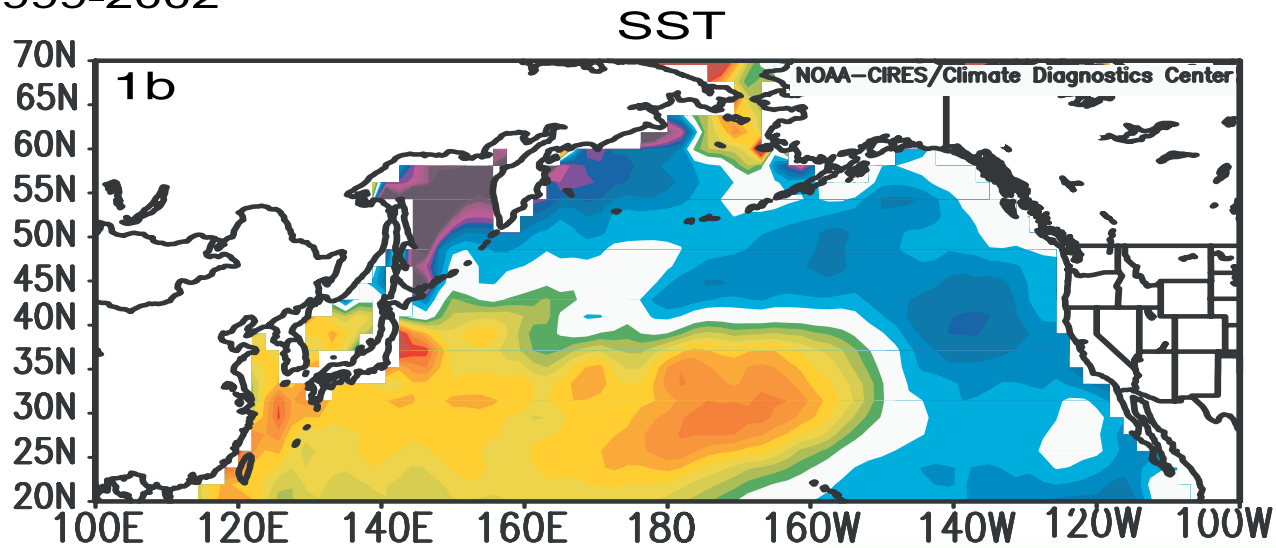 SST
1b
NOAA-CIRES/Climate Diagnostics Center
70N
65N
60N
55N
50N
45N
40N
35N
30N
25N
20N
100E 120E 140E 160E 180 160W 140W 120W 100W